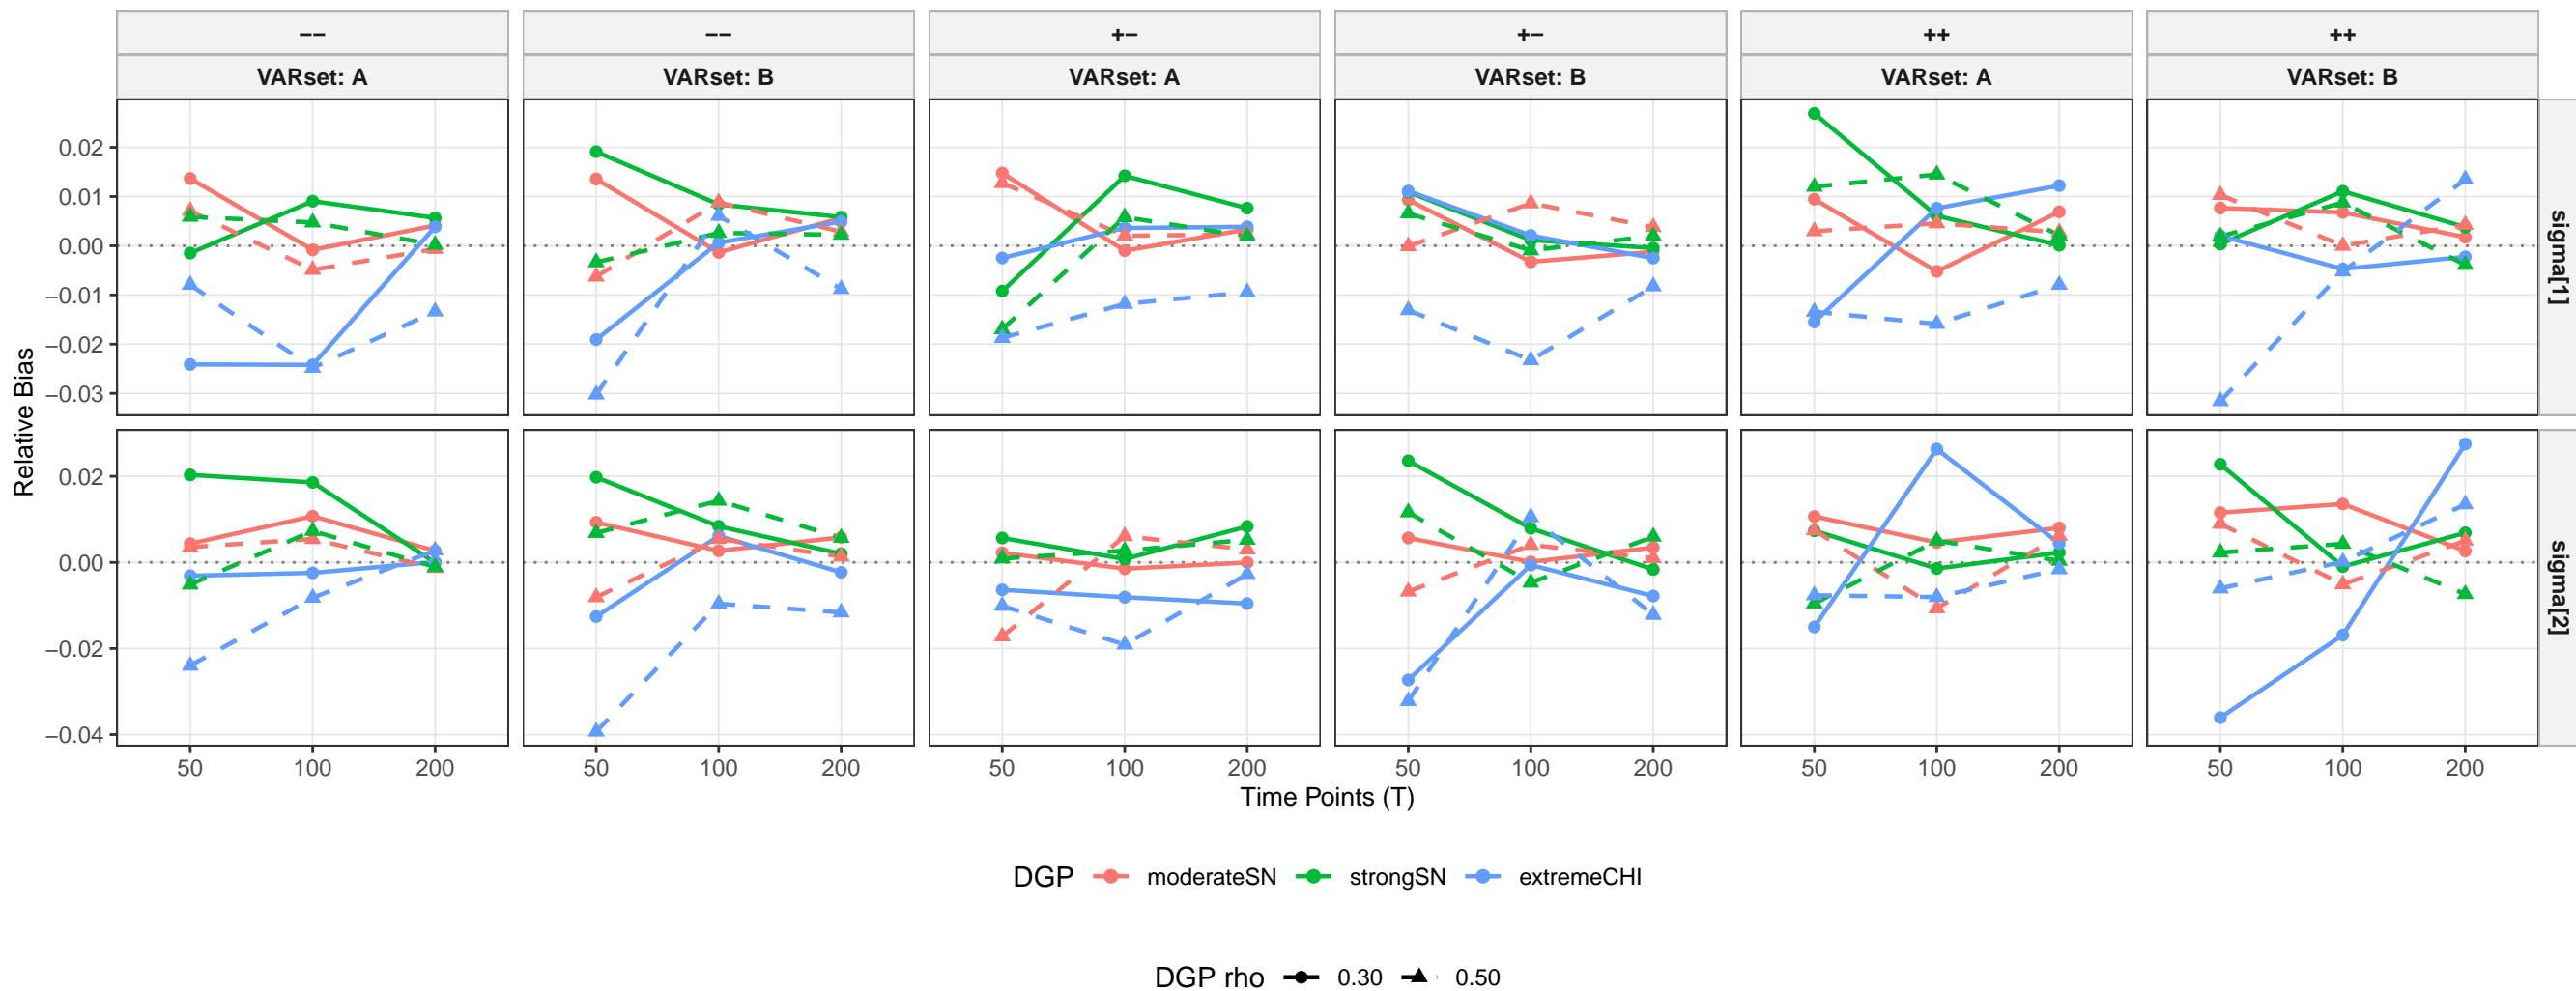 −− −− +− +− ++ ++
VARset: A VARset: B VARset: A VARset: B VARset: A VARset: B
0.02
0.01
0.00
−0.01
−0.02
−0.03
sigma[1]
Relative Bias
0.02
0.00
−0.02
−0.04
sigma[2]
50 100 200 50 100 200 50 100 200 50 100 200 50 100 200 50 100 200
Time Points (T)
DGP moderateSN strongSN extremeCHI
DGP rho 0.30 0.50